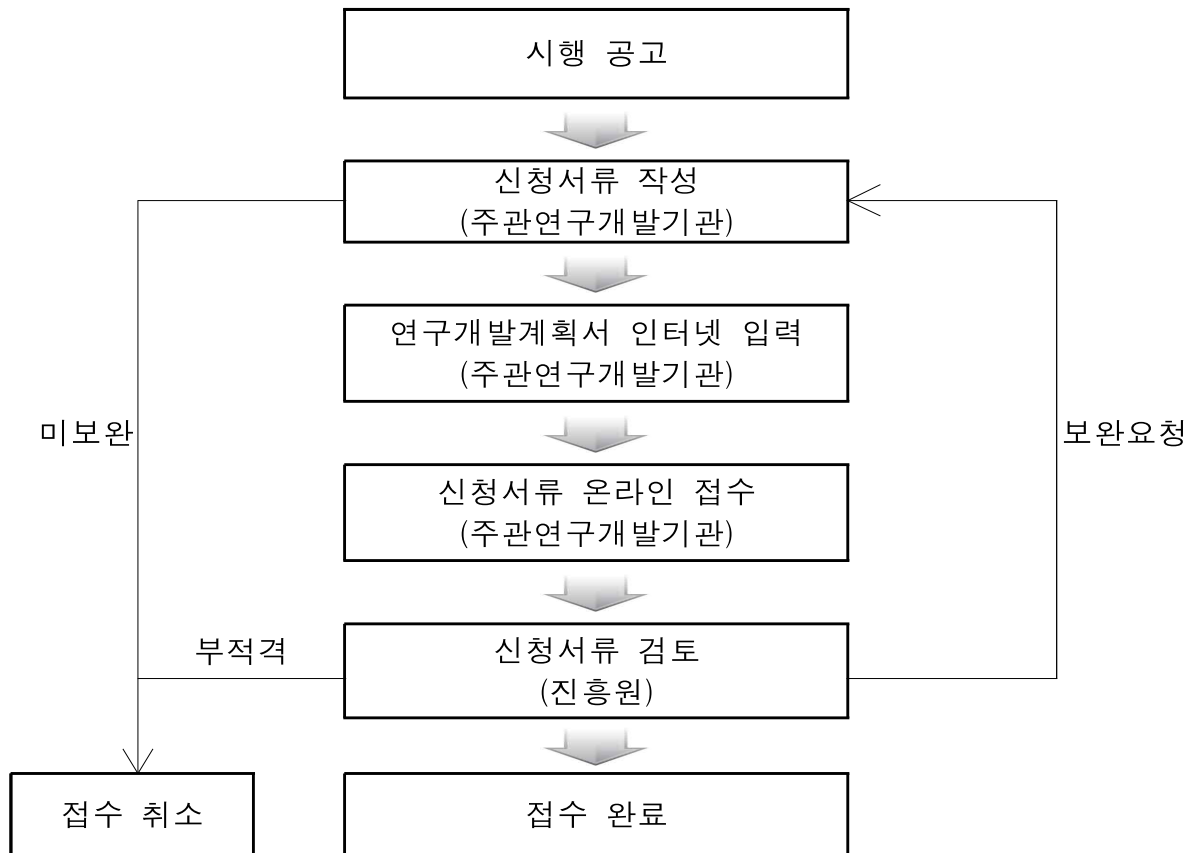 시행 공고
신청서류 작성
(주관연구개발기관)
연구개발계획서 인터넷 입력
(주관연구개발기관)
미보완
보완요청
신청서류 온라인 접수
(주관연구개발기관)
부적격
신청서류 검토
(진흥원)
접수 취소
접수 완료